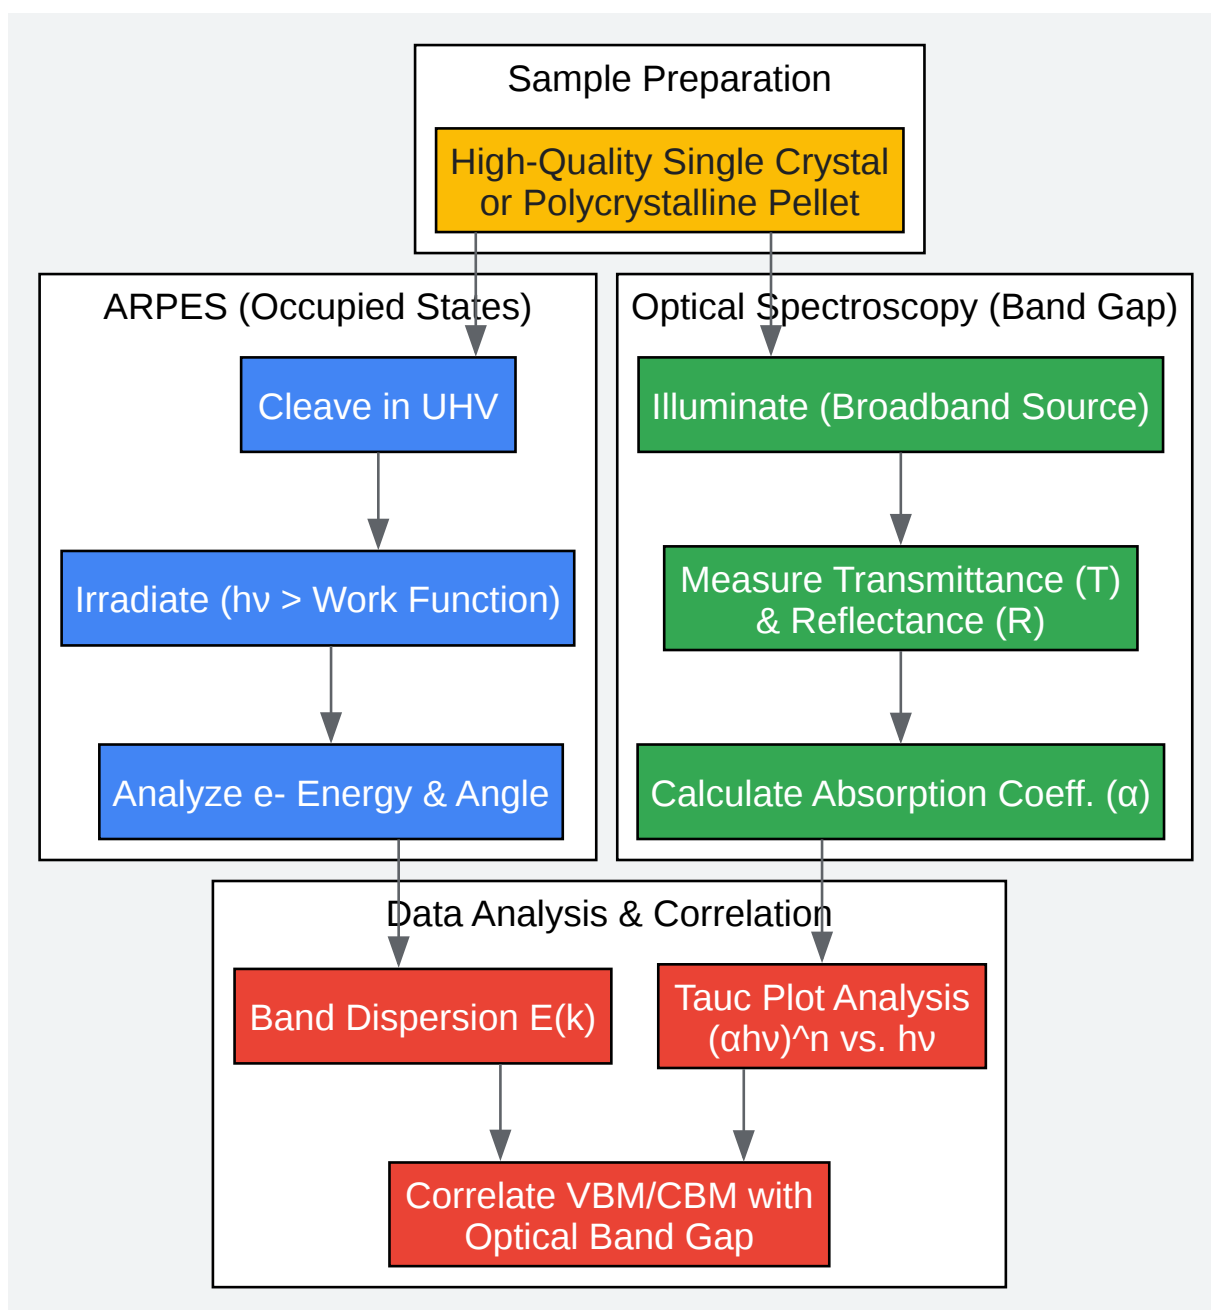 Sample Preparation
High-Quality Single Crystal
or Polycrystalline Pellet
ARPES (Occupied States)
Cleave in UHV
Irradiate (hν > Work Function)
Analyze e- Energy & Angle
Optical Spectroscopy (Band Gap)
Illuminate (Broadband Source)
Measure Transmittance (T)
& Reflectance (R)
Calculate Absorption Coeff. (α)
Data Analysis & Correlation
Band Dispersion E(k)
Tauc Plot Analysis
(αhν)^n vs. hν
Correlate VBM/CBM with
Optical Band Gap